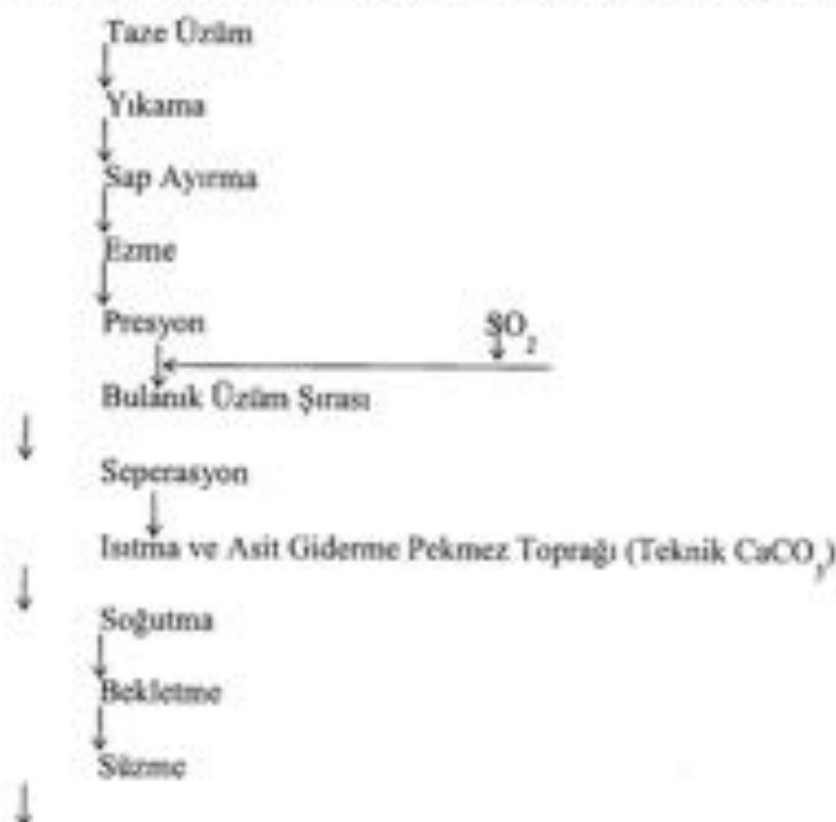 Taze Üzüm
Yıkama
Sap Ayırma
Ezme
Presyon SO₂
Bulanık Üzüm Şırası
Seperasyon
Isıtma ve Asit Giderme Pekmez Toprağı (Teknik CaCO₃)
Soğutma
Bekletme
Süzme